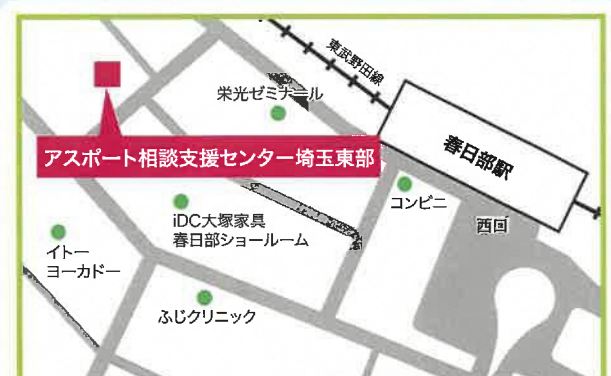 東武野田線
栄光ゼミナール
春日部駅
アスポート相談支援センター埼玉東部
コンビニ
西口
iDC大塚家具
春日部ショールーム
イトー
ヨーカドー
ふじクリニック